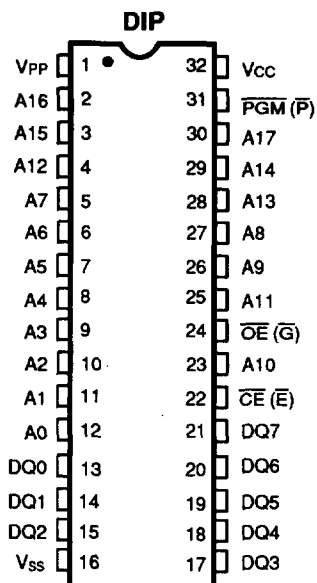 DIP
VPP 1 32 VCC
A16 2 31 PGM (P)
A15 3 30 A17
A12 4 29 A14
A7 5 28 A13
A6 6 27 A8
A5 7 26 A9
A4 8 25 A11
A3 9 24 OE (G)
A2 10 23 A10
A1 11 22 CE (E)
A0 12 21 DQ7
DQ0 13 20 DQ6
DQ1 14 19 DQ5
DQ2 15 18 DQ4
VSS 16 17 DQ3